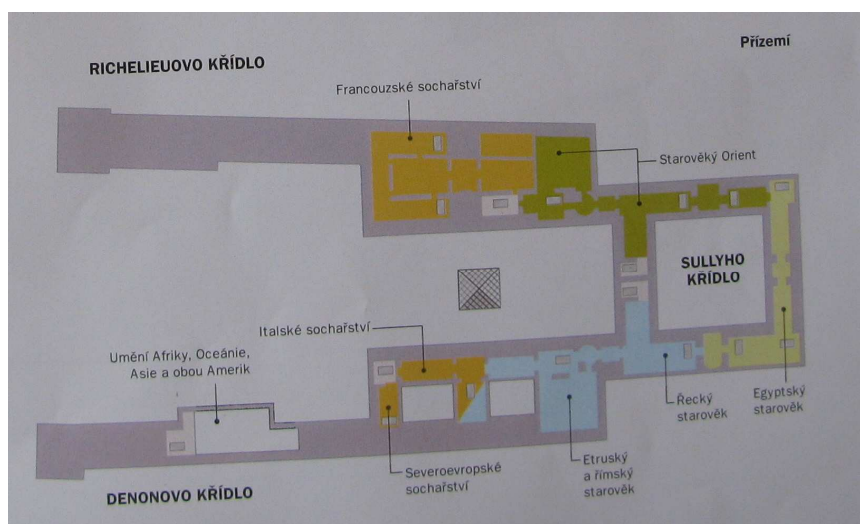 Přízemí
RICHELIEUOVO KŘÍDLO
Francouzské sochařství
Starověký Orient
SULLYHO
KŘÍDLO
Italské sochařství
Umění Afriky, Oceánie,
Asie a obou Amerik
Řecký
starověk
Egyptský
starověk
Severoevropské
sochařství
Etruský
a římský
starověk
DENONOVO KŘÍDLO